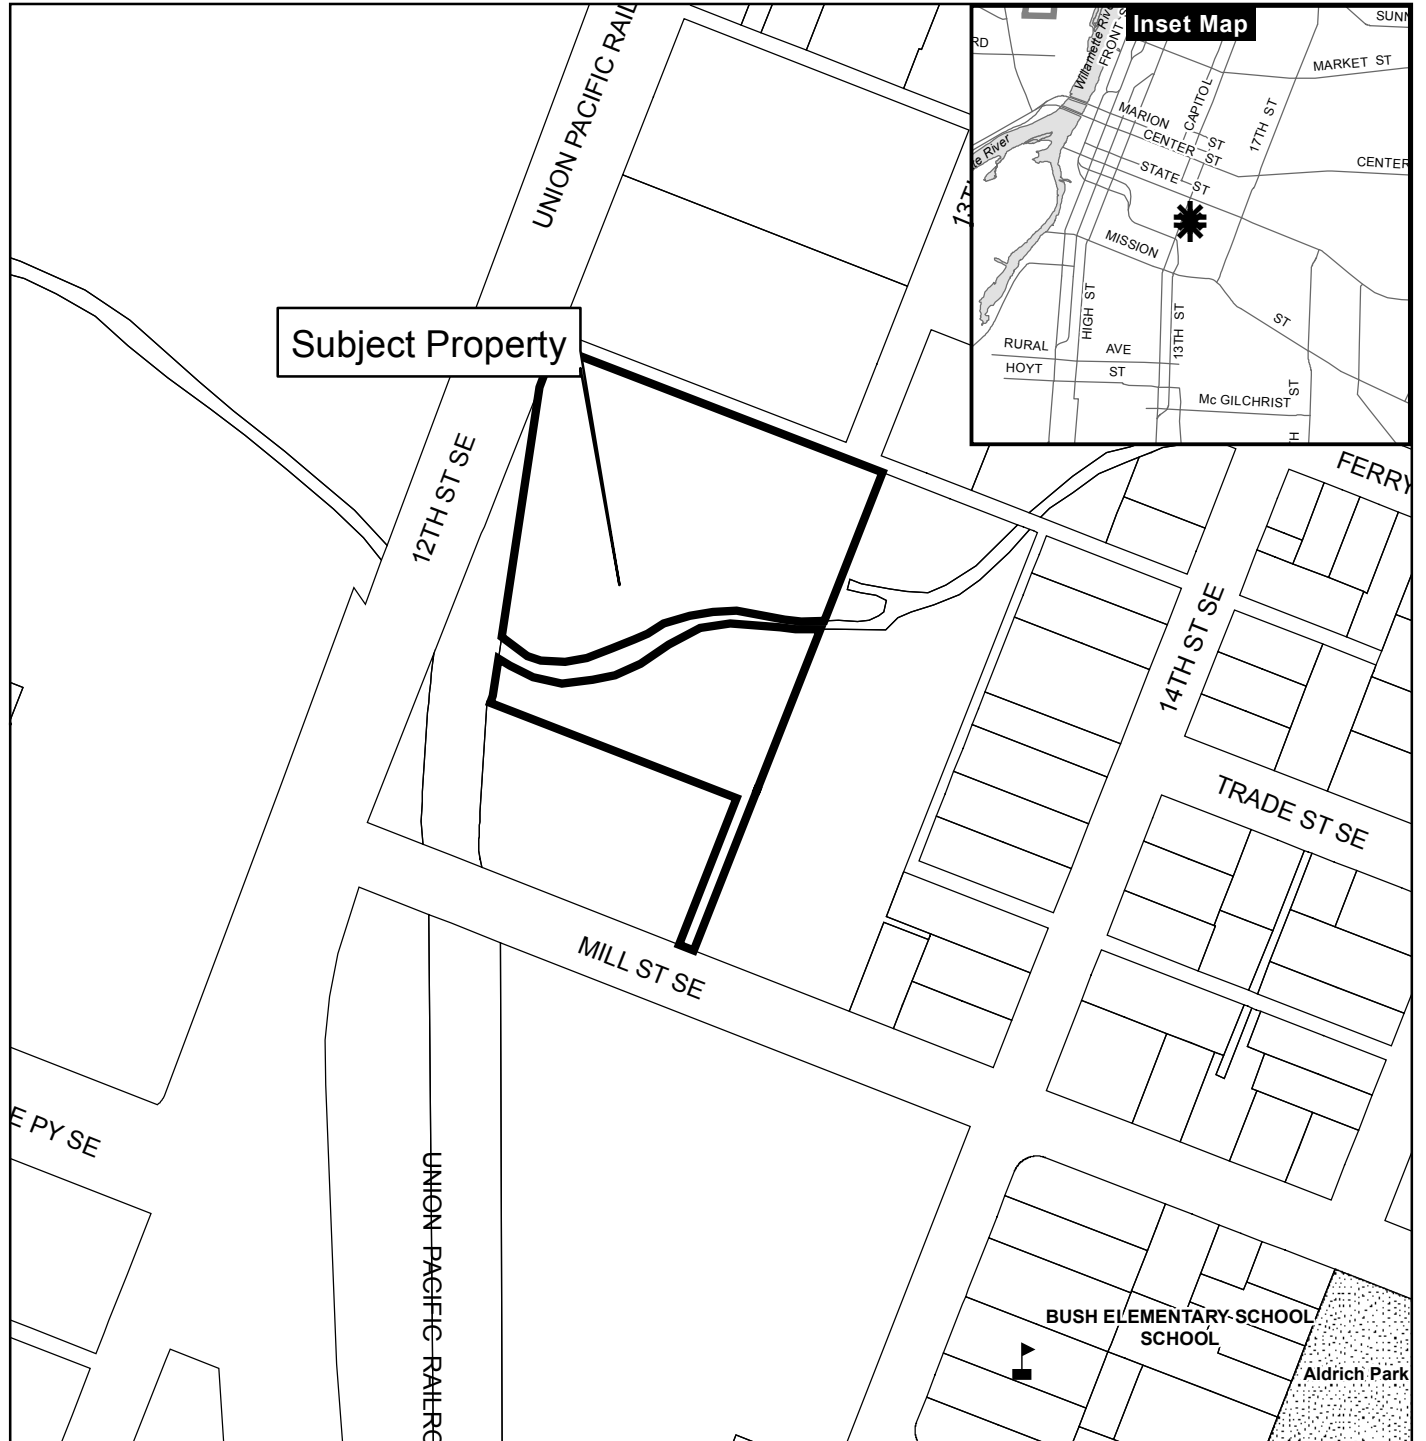 Inset Map
SUNN
RD
Willamette River
FRONT S
MARKET ST
CAPITOL
17TH ST
MARION ST
CENTER ST
CENTER
te River
STATE ST
MISSION
ST
HIGH ST
13TH ST
RURAL AVE
HOYT ST
Mc GILCHRIST
ST
H
UNION PACIFIC RAIL
13T
Subject Property
12TH ST SE
FERRY
14TH ST SE
TRADE ST SE
MILL ST SE
E PY SE
UNION PACIFIC RAILRO
BUSH ELEMENTARY SCHOOL
SCHOOL
Aldrich Park